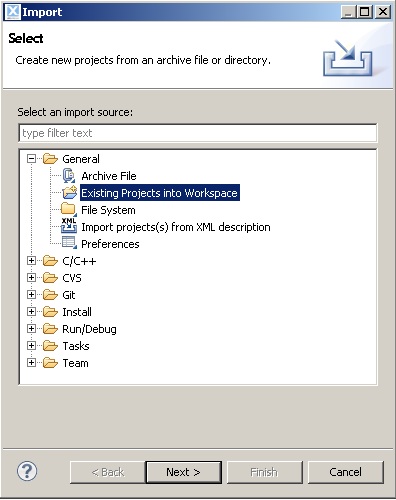 Import
Select
Create new projects from an archive file or directory.
Select an import source:
type filter text
General
Archive File
Existing Projects into Workspace
File System
XML
Import projects(s) from XML description
Preferences
C/C++
CVS
Git
Install
Run/Debug
Tasks
Team
? < Back Next > Finish Cancel